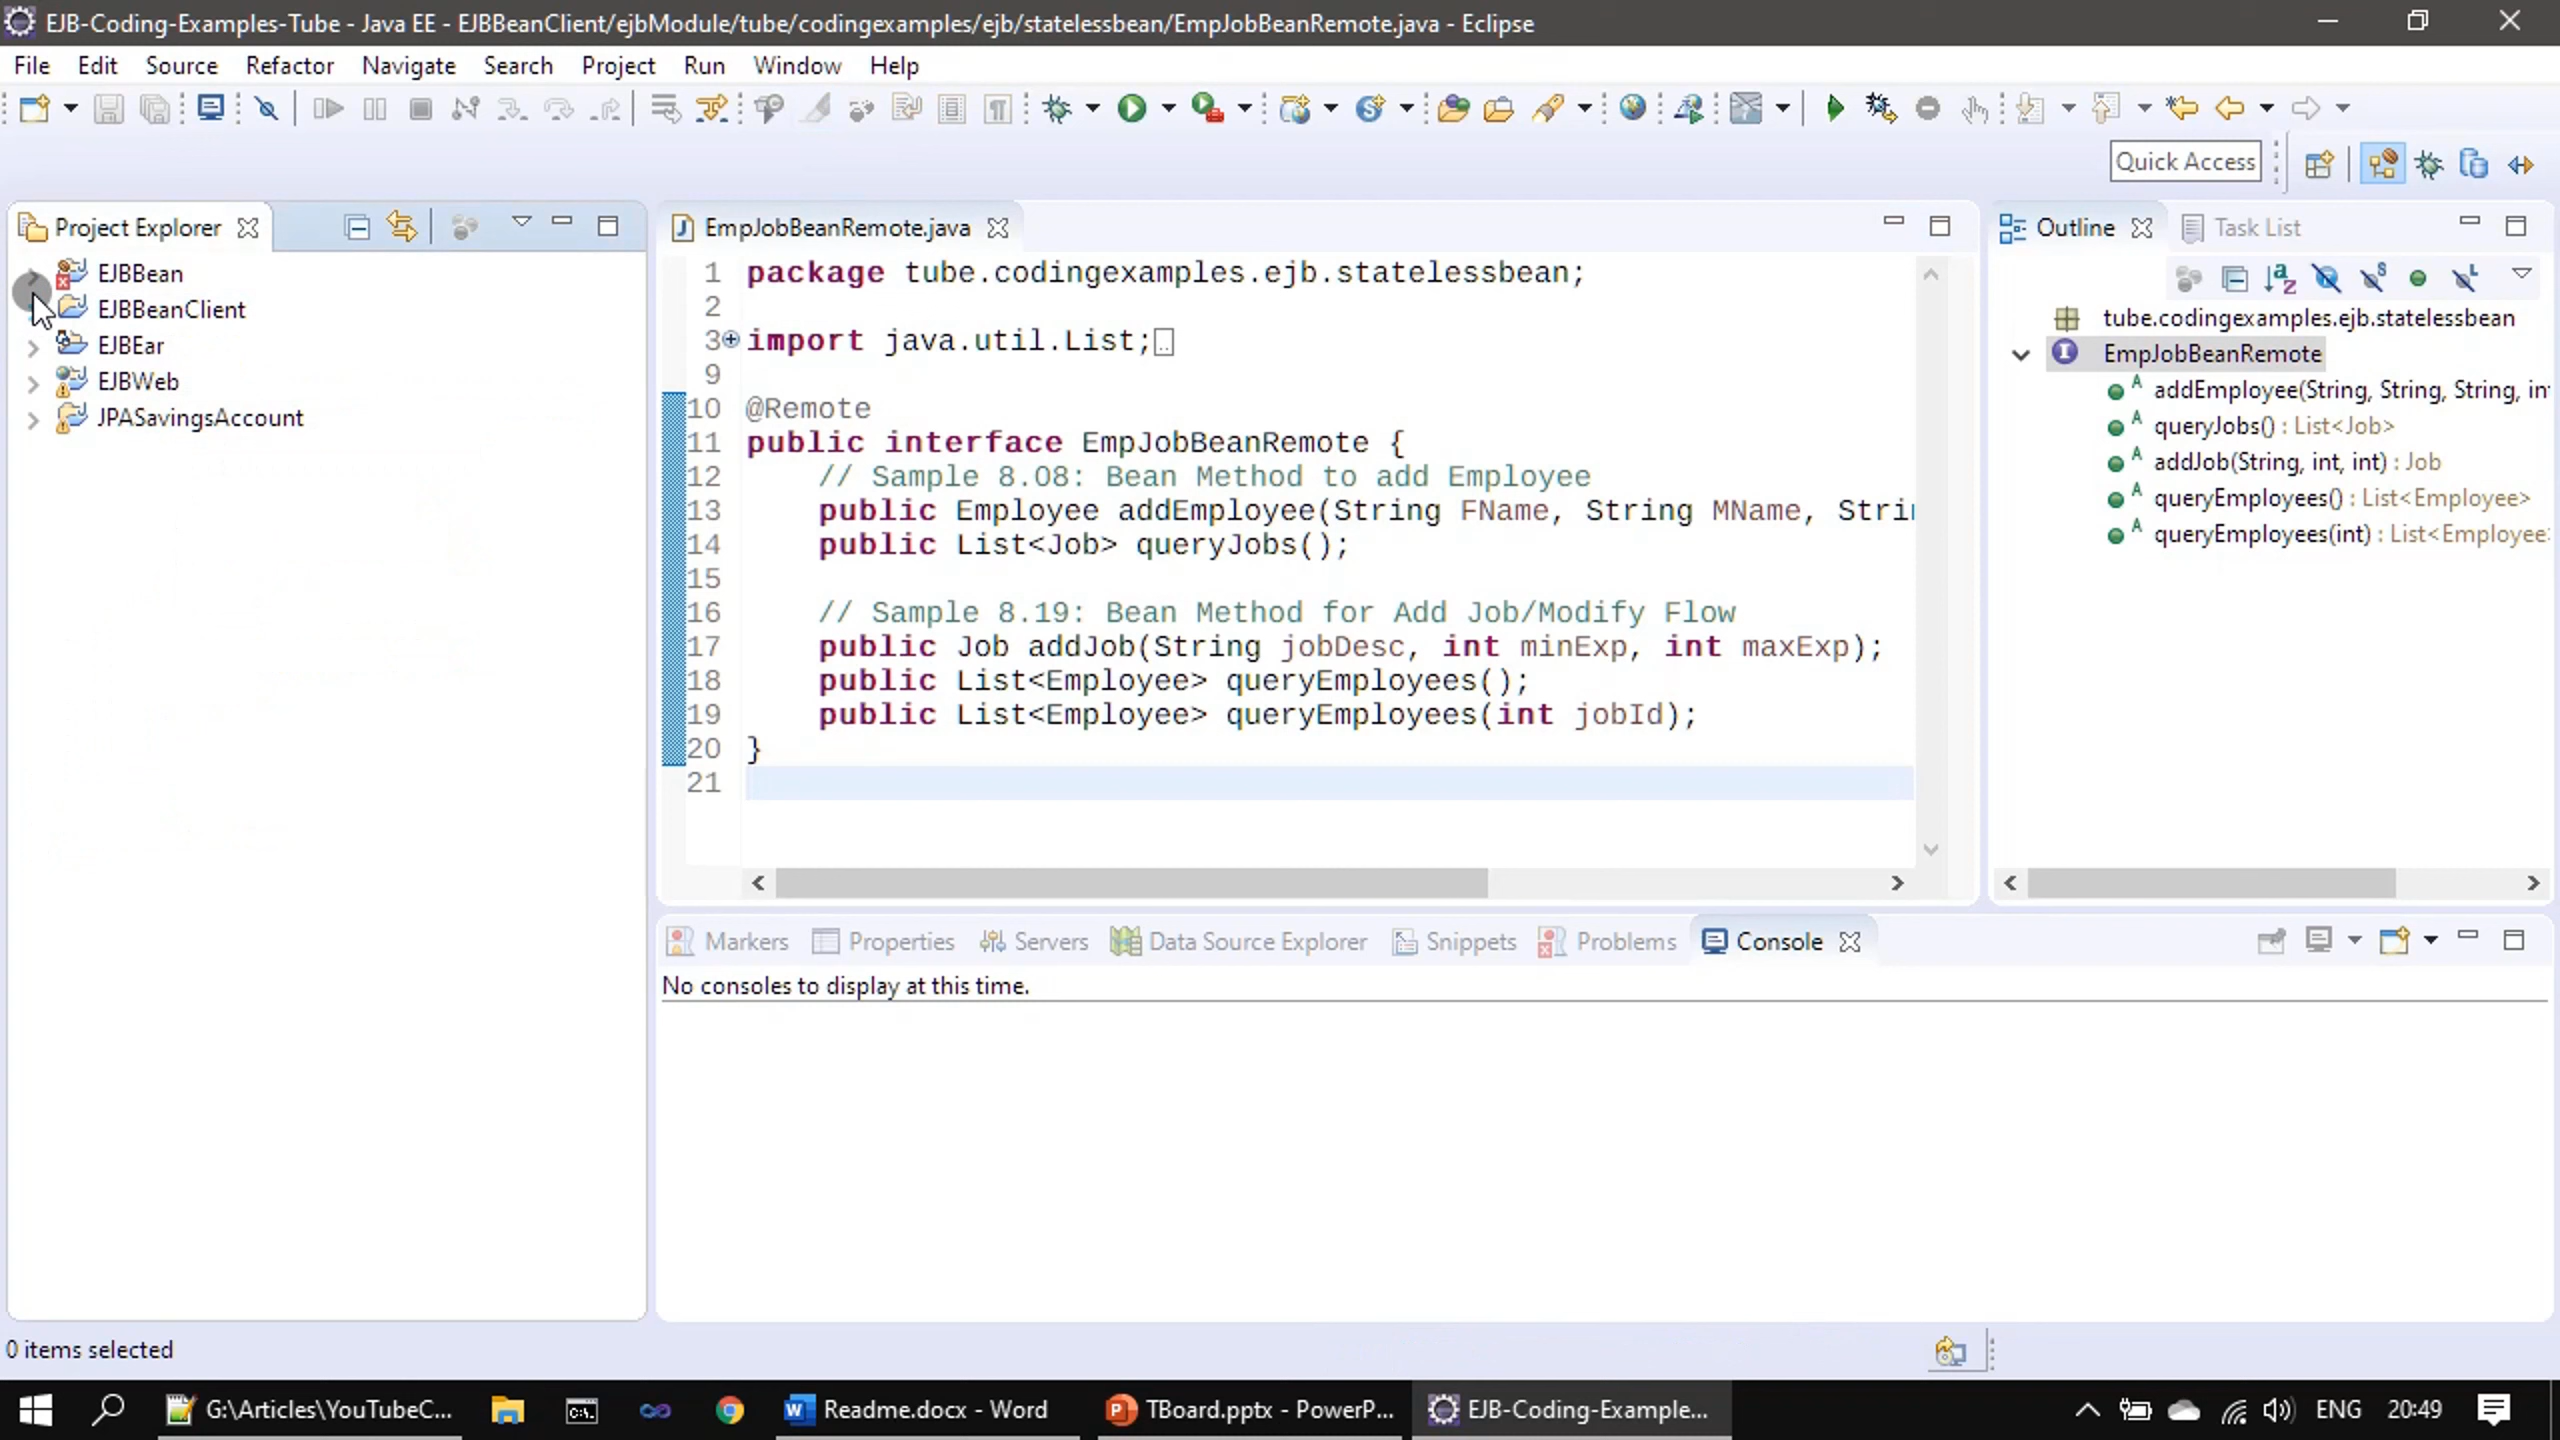 EJB-Coding-Examples-Tube - Java EE - EJBBeanClient/ejbModule/tube/codingexamples/ejb/statelessbean/EmpJobBeanRemote.java - Eclipse
File Edit Source Refactor Navigate Search Project Run Window Help
Quick Access
Project Explorer
EJBBean
EJBBeanClient
EJBEar
EJBWeb
JPASavingsAccount
EmpJobBeanRemote.java
1 package tube.codingexamples.ejb.statelessbean;
2
3 import java.util.List;
9
10 @Remote
11 public interface EmpJobBeanRemote {
12 // Sample 8.08: Bean Method to add Employee
13 public Employee addEmployee(String FName, String MName, Stri
14 public List<Job> queryJobs();
15
16 // Sample 8.19: Bean Method for Add Job/Modify Flow
17 public Job addJob(String jobDesc, int minExp, int maxExp);
18 public List<Employee> queryEmployees();
19 public List<Employee> queryEmployees(int jobId);
20 }
21
Outline Task List
tube.codingexamples.ejb.statelessbean
EmpJobBeanRemote
addEmployee(String, String, String, in
queryJobs() : List<Job>
addJob(String, int, int) : Job
queryEmployees() : List<Employee>
queryEmployees(int) : List<Employee>
Markers Properties Servers Data Source Explorer Snippets Problems Console
No consoles to display at this time.
0 items selected
G:\Articles\YouTubeC... Readme.docx - Word TBoard.pptx - PowerP... EJB-Coding-Example... ENG 20:49